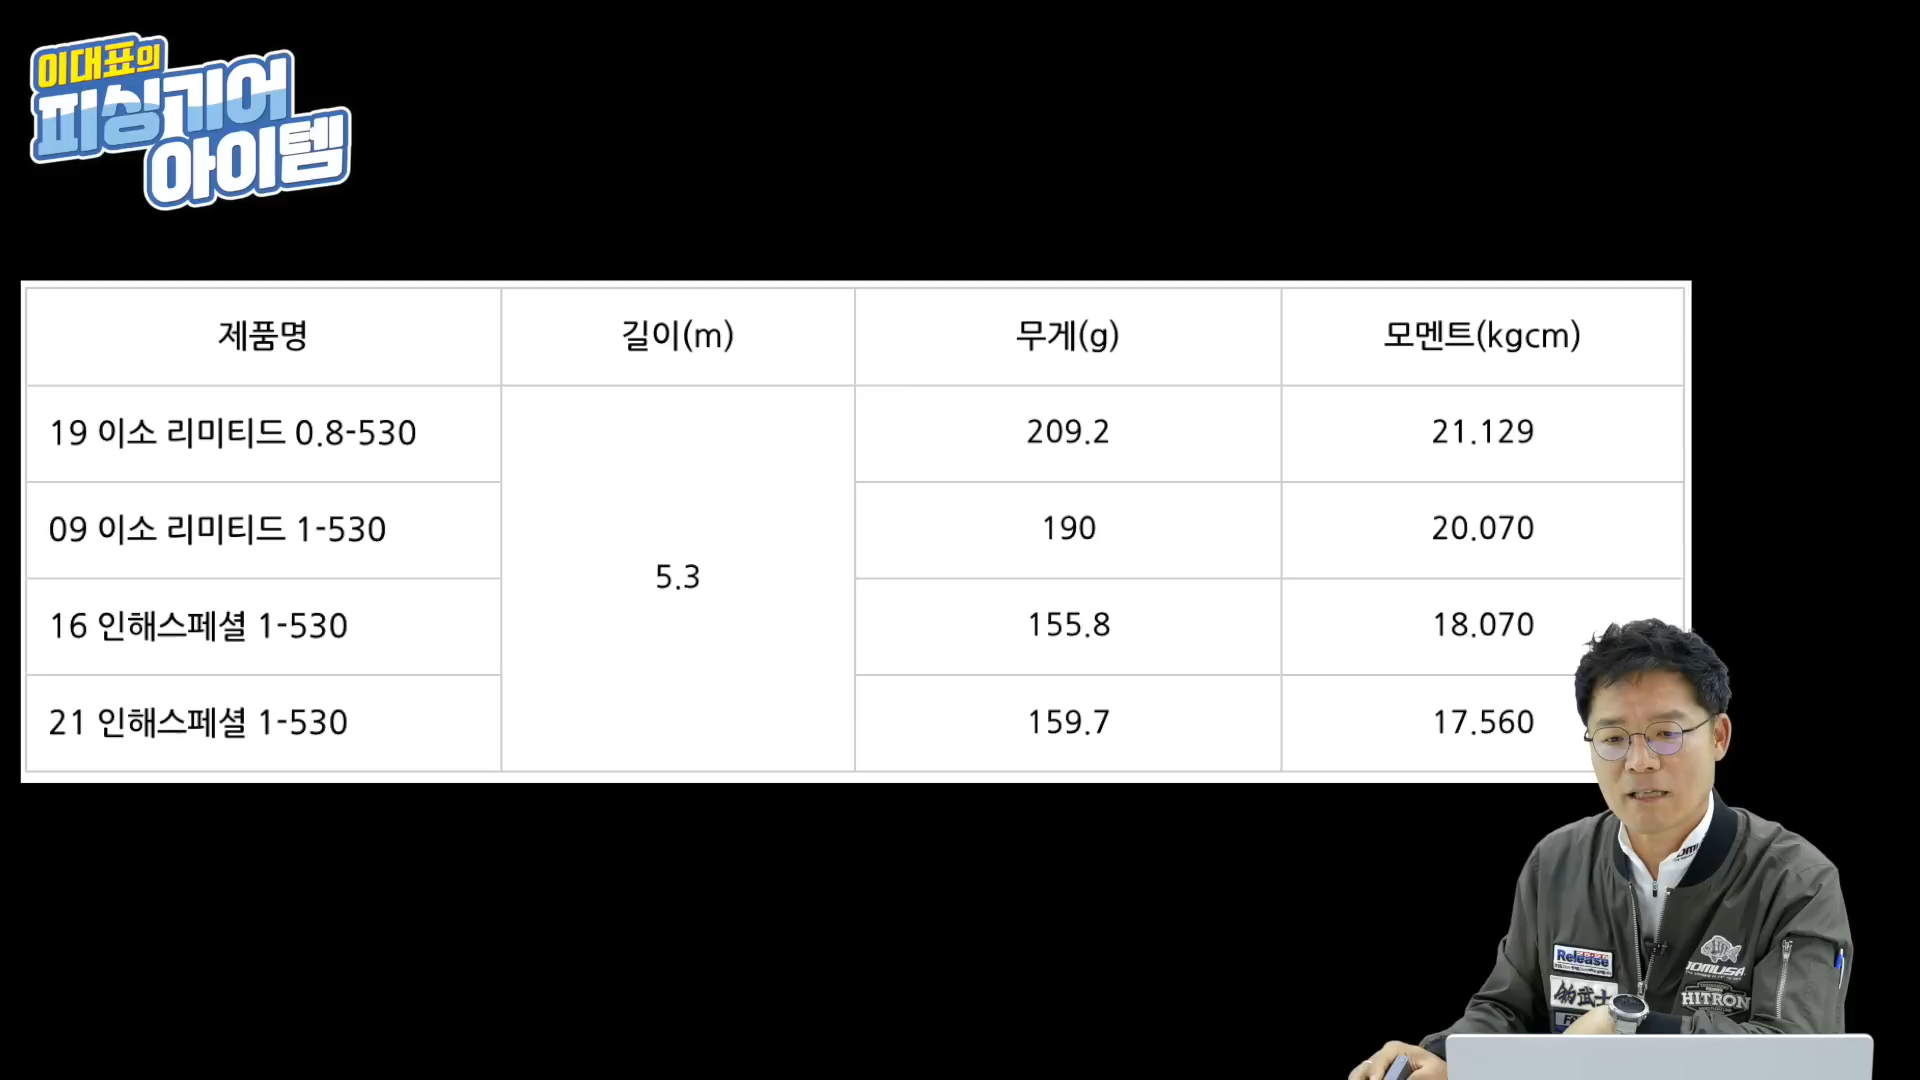 이대표의
피싱기어
아이템
제품명 길이(m) 무게(g) 모멘트(kgcm)
19 이소 리미티드 0.8-530 209.2 21.129
09 이소 리미티드 1-530 190 20.070
5.3
16 인해스페셜 1-530 155.8 18.070
21 인해스페셜 1-530 159.7 17.560
Release
JOMUSA
HITRON